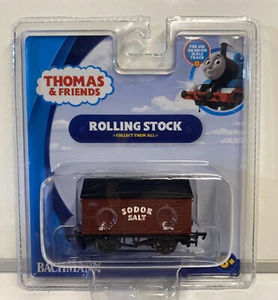 THOMAS
& FRIENDS
FOR USE
ON HO/OO
SCALE
TRACK
ROLLING STOCK
COLLECT THEM ALL
SODOR
SALT
BACHMANN